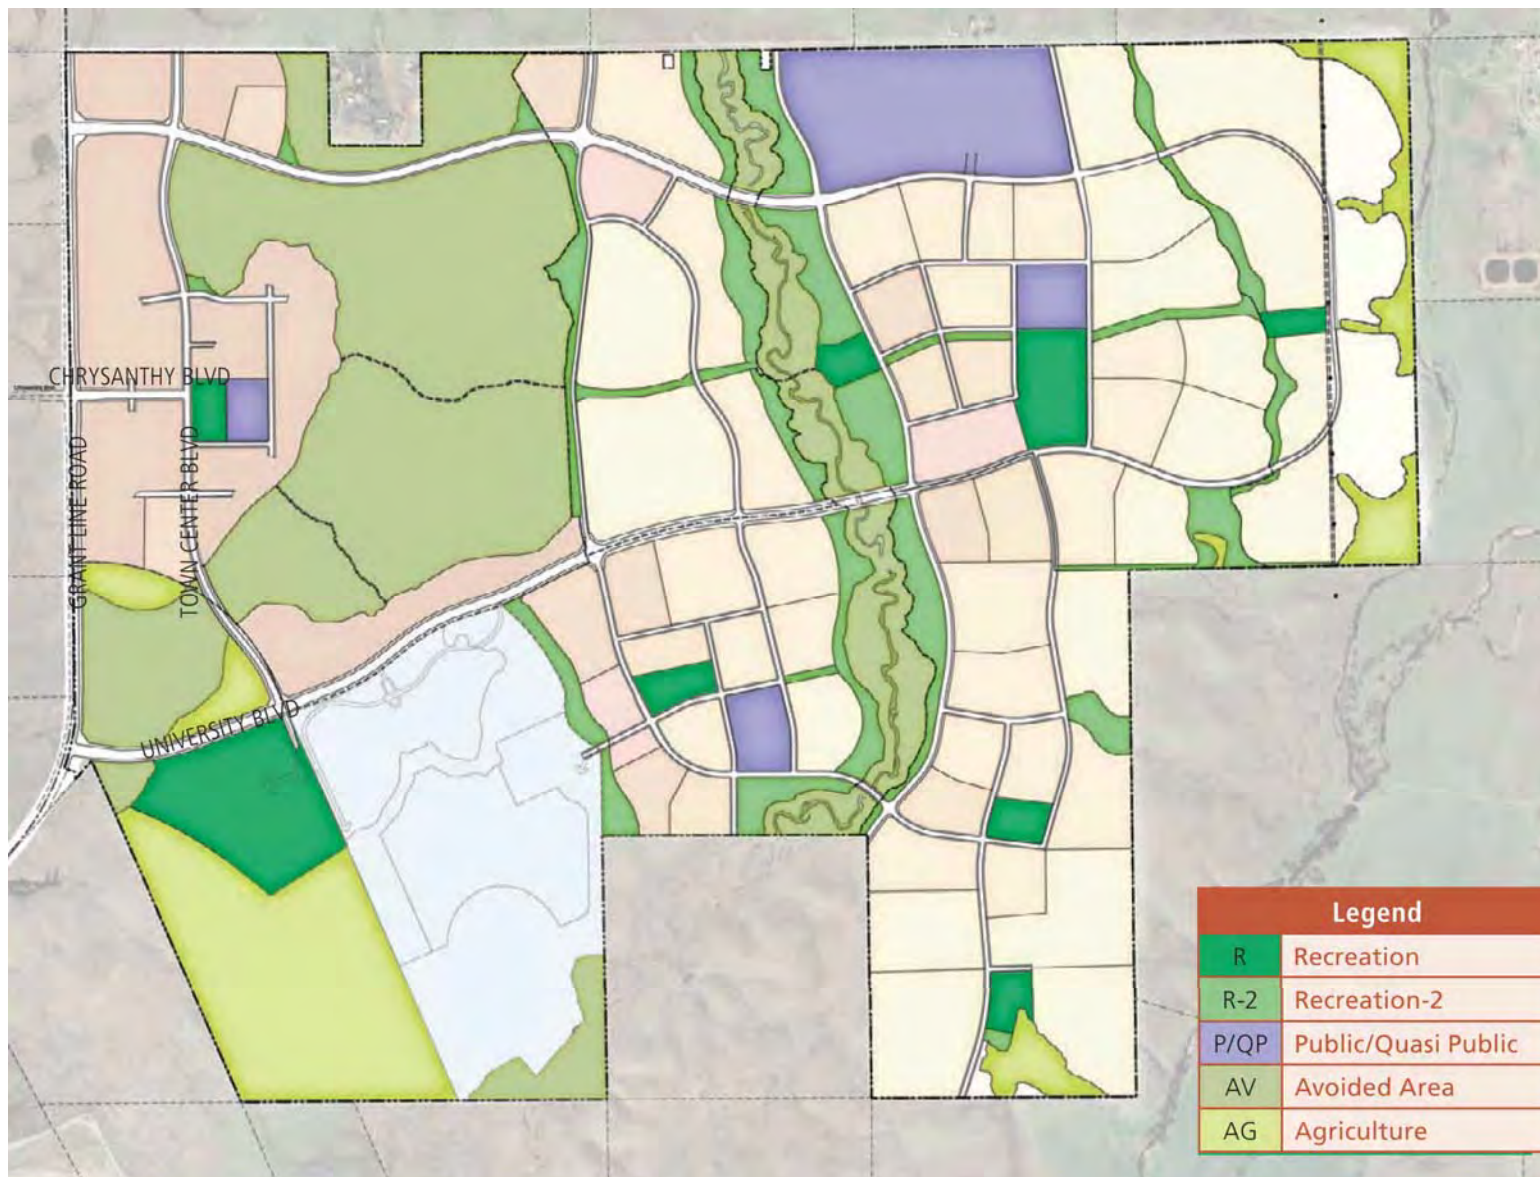 CHRYSANTHY BLVD
GRANT LINE ROAD
TOWN CENTER BLVD
UNIVERSITY BLVD
Legend
R Recreation
R-2 Recreation-2
P/QP Public/Quasi Public
AV Avoided Area
AG Agriculture